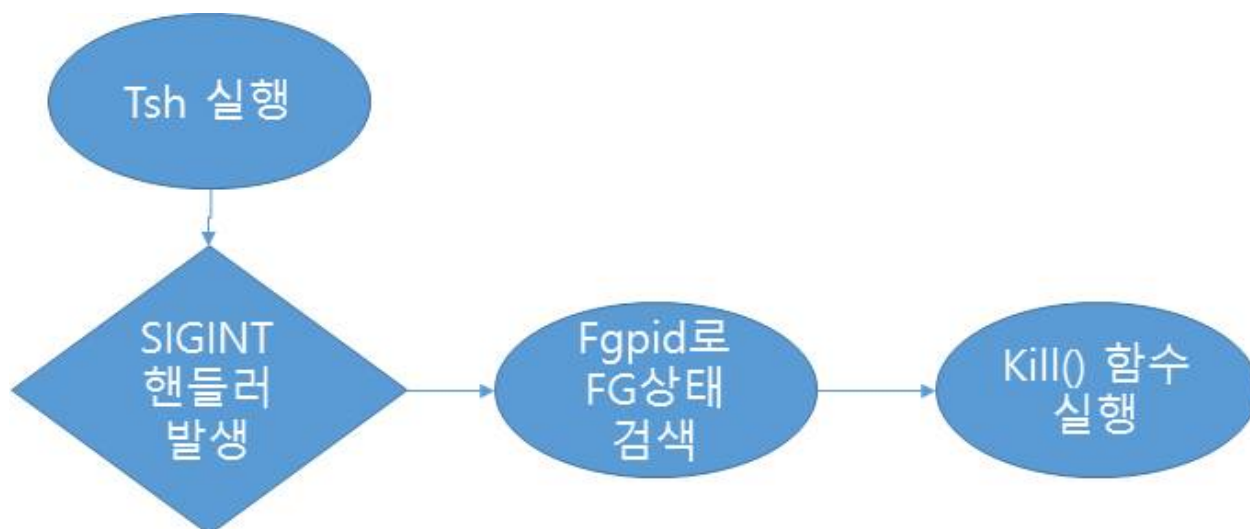 Tsh 실행
SIGINT
핸들러
발생
Fgpid로
FG상태
검색
Kill() 함수
실행